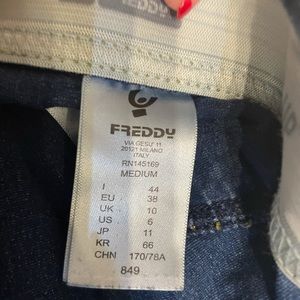 FREDDY
FREDDY
VIA GESU' 11
20121 MILANO
ITALY
RN145169
MEDIUM
I 44
EU 38
UK 10
US 6
JP 11
KR 66
CHN 170/78A
849